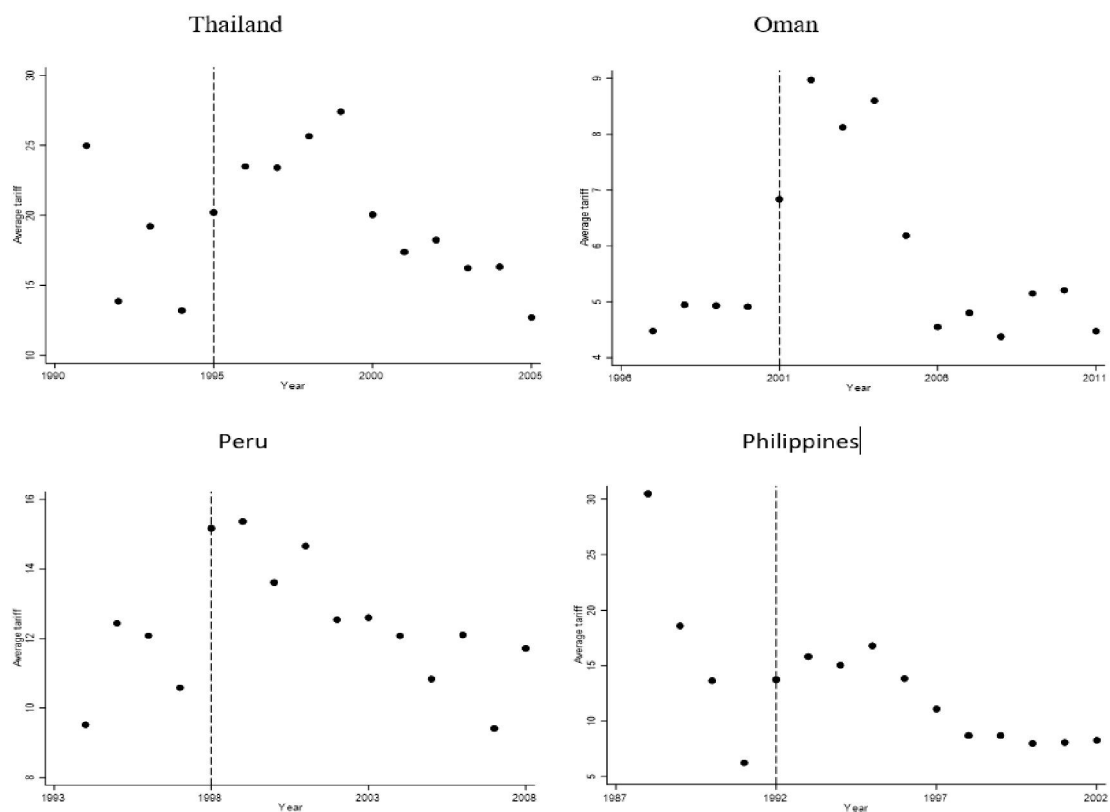 Thailand
30
25
20
15
10
Average tariff
1990 1995 2000 2005
Year
Oman
9
8
7
6
5
4
Average tariff
1996 2001 2006 2011
Year
Peru
16
14
12
10
8
Average tariff
1993 1998 2003 2008
Year
Philippines
30
25
20
15
10
5
Average tariff
1987 1992 1997 2002
Year